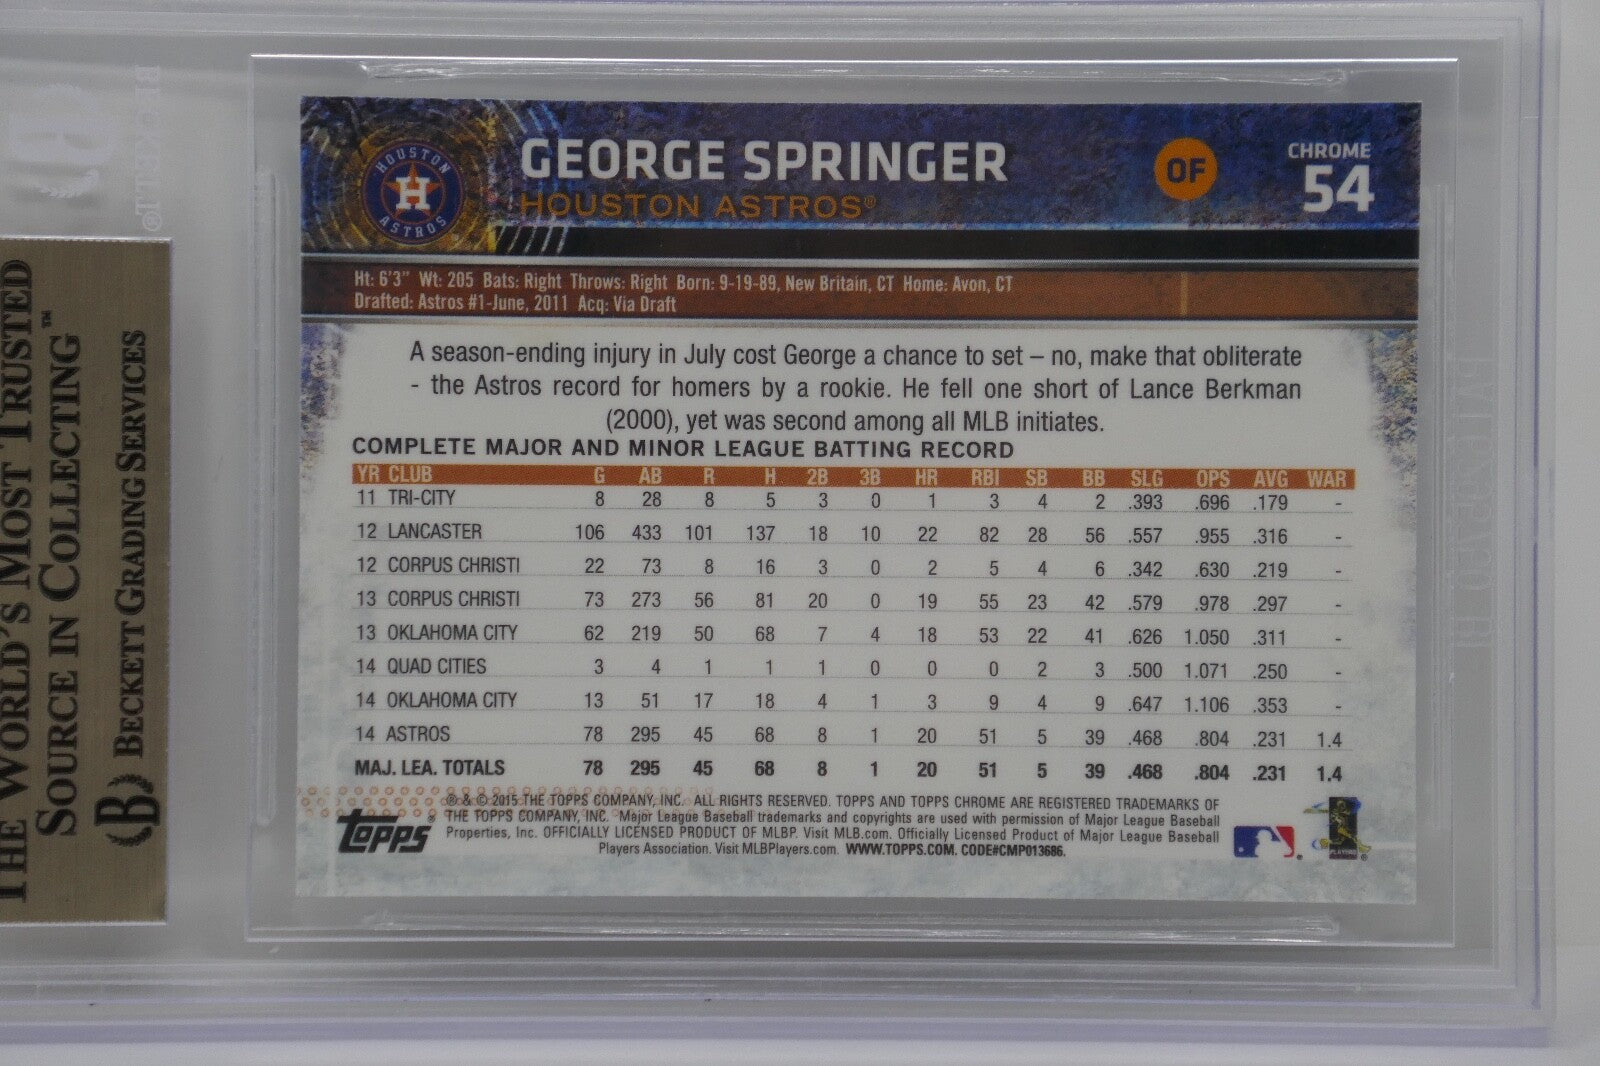 THE WORLD'S MOST TRUSTED
SOURCE IN COLLECTING™
BECKETT GRADING SERVICES
B
HOUSTON
H
ASTROS
GEORGE SPRINGER
HOUSTON ASTROS®
OF
CHROME
54
Ht: 6'3" Wt: 205 Bats: Right Throws: Right Born: 9-19-89, New Britain, CT Home: Avon, CT
Drafted: Astros #1-June, 2011 Acq: Via Draft
A season-ending injury in July cost George a chance to set – no, make that obliterate
- the Astros record for homers by a rookie. He fell one short of Lance Berkman
(2000), yet was second among all MLB initiates.
COMPLETE MAJOR AND MINOR LEAGUE BATTING RECORD
YR CLUB G AB R H 2B 3B HR RBI SB BB SLG OPS AVG WAR
11 TRI-CITY 8 28 8 5 3 0 1 3 4 2 .393 .696 .179 -
12 LANCASTER 106 433 101 137 18 10 22 82 28 56 .557 .955 .316 -
12 CORPUS CHRISTI 22 73 8 16 3 0 2 5 4 6 .342 .630 .219 -
13 CORPUS CHRISTI 73 273 56 81 20 0 19 55 23 42 .579 .978 .297 -
13 OKLAHOMA CITY 62 219 50 68 7 4 18 53 22 41 .626 1.050 .311 -
14 QUAD CITIES 3 4 1 1 1 0 0 0 2 3 .500 1.071 .250 -
14 OKLAHOMA CITY 13 51 17 18 4 1 3 9 4 9 .647 1.106 .353 -
14 ASTROS 78 295 45 68 8 1 20 51 5 39 .468 .804 .231 1.4
MAJ. LEA. TOTALS 78 295 45 68 8 1 20 51 5 39 .468 .804 .231 1.4
® & © 2015 THE TOPPS COMPANY, INC. ALL RIGHTS RESERVED. TOPPS AND TOPPS CHROME ARE REGISTERED TRADEMARKS OF
THE TOPPS COMPANY, INC. Major League Baseball trademarks and copyrights are used with permission of Major League Baseball
Properties, Inc. OFFICIALLY LICENSED PRODUCT OF MLBP. Visit MLB.com. Officially Licensed Product of Major League Baseball
Players Association. Visit MLBPlayers.com. WWW.TOPPS.COM. CODE#CMP013686.
TOPPS®